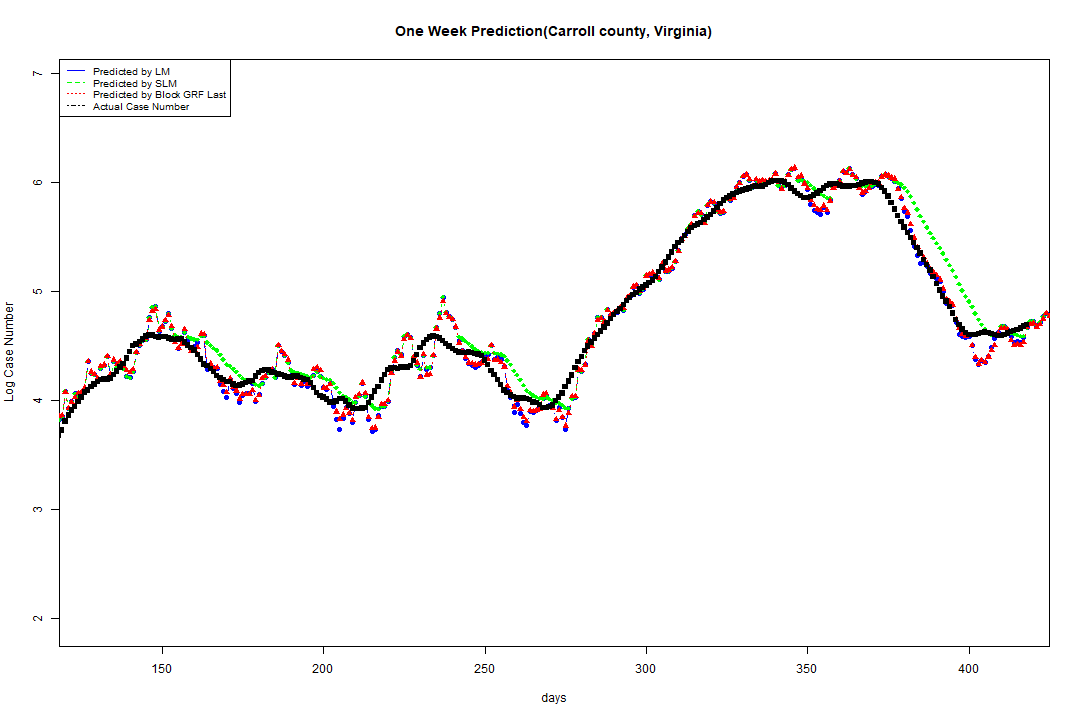 One Week Prediction(Carroll county, Virginia)
Predicted by LM
Predicted by SLM
Predicted by Block GRF Last
Actual Case Number
7
6
5
4
3
2
Log Case Number
150 200 250 300 350 400
days